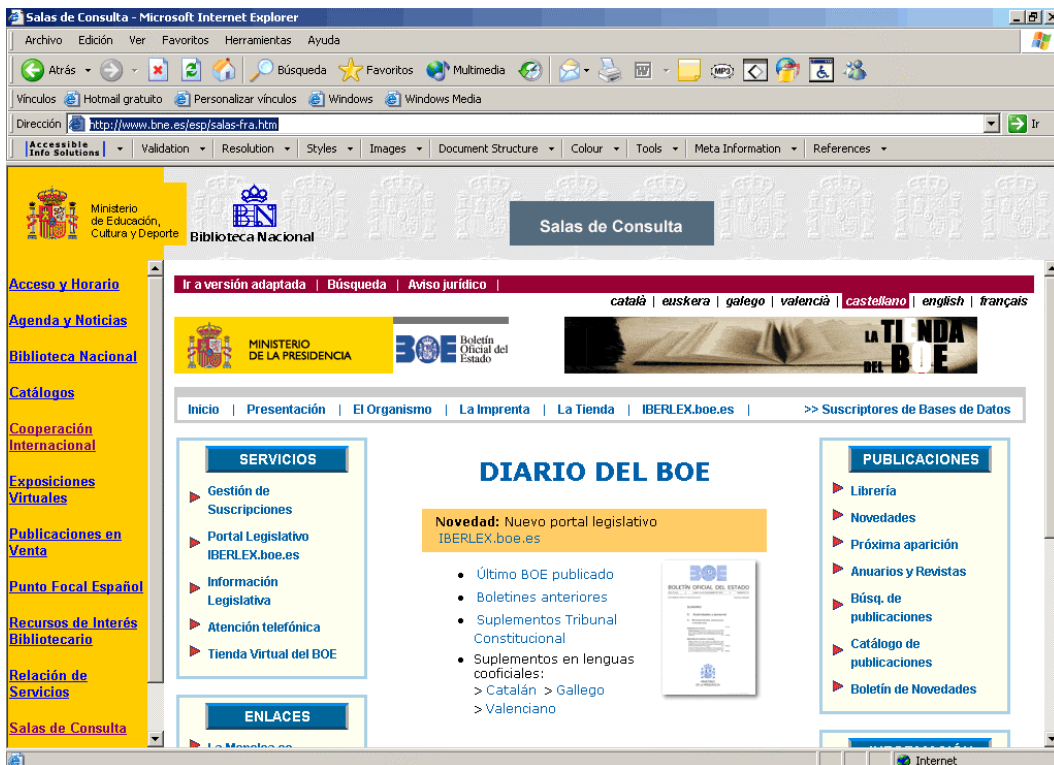 Salas de Consulta - Microsoft Internet Explorer
Archivo Edición Ver Favoritos Herramientas Ayuda
Atrás Búsqueda Favoritos Multimedia
Vínculos Hotmail gratuito Personalizar vínculos Windows Windows Media
Dirección http://www.bne.es/esp/salas-fra.htm Ir
Accessible Info Solutions Validation Resolution Styles Images Document Structure Colour Tools Meta Information References
Ministerio
de Educación,
Cultura y Deporte
BN
Biblioteca Nacional
Salas de Consulta
Acceso y Horario
Agenda y Noticias
Biblioteca Nacional
Catálogos
Cooperación
Internacional
Exposiciones
Virtuales
Publicaciones en
Venta
Punto Focal Español
Recursos de Interés
Bibliotecario
Relación de
Servicios
Salas de Consulta
Ir a versión adaptada | Búsqueda | Aviso jurídico |
català | euskera | galego | valencià | castellano | english | français
MINISTERIO
DE LA PRESIDENCIA
BOE
Boletín
Oficial del
Estado
LA TIENDA
DEL BOE
Inicio | Presentación | El Organismo | La Imprenta | La Tienda | IBERLEX.boe.es | >> Suscriptores de Bases de Datos
SERVICIOS
Gestión de
Suscripciones
Portal Legislativo
IBERLEX.boe.es
Información
Legislativa
Atención telefónica
Tienda Virtual del BOE
ENLACES
DIARIO DEL BOE
Novedad: Nuevo portal legislativo
IBERLEX.boe.es
Último BOE publicado
Boletines anteriores
Suplementos Tribunal
Constitucional
Suplementos en lenguas
cooficiales:
> Catalán > Gallego
> Valenciano
BOE
BOLETÍN OFICIAL DEL ESTADO
PUBLICACIONES
Librería
Novedades
Próxima aparición
Anuarios y Revistas
Búsq. de
publicaciones
Catálogo de
publicaciones
Boletín de Novedades
Internet